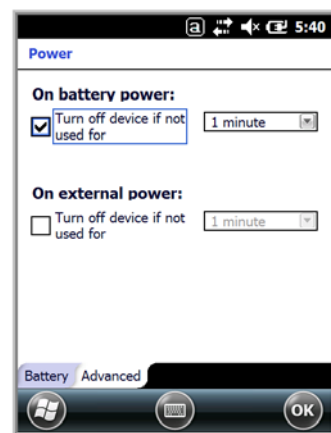 a 5:40
Power
On battery power:
Turn off device if not
used for
1 minute
On external power:
Turn off device if not
used for
1 minute
Battery Advanced
OK